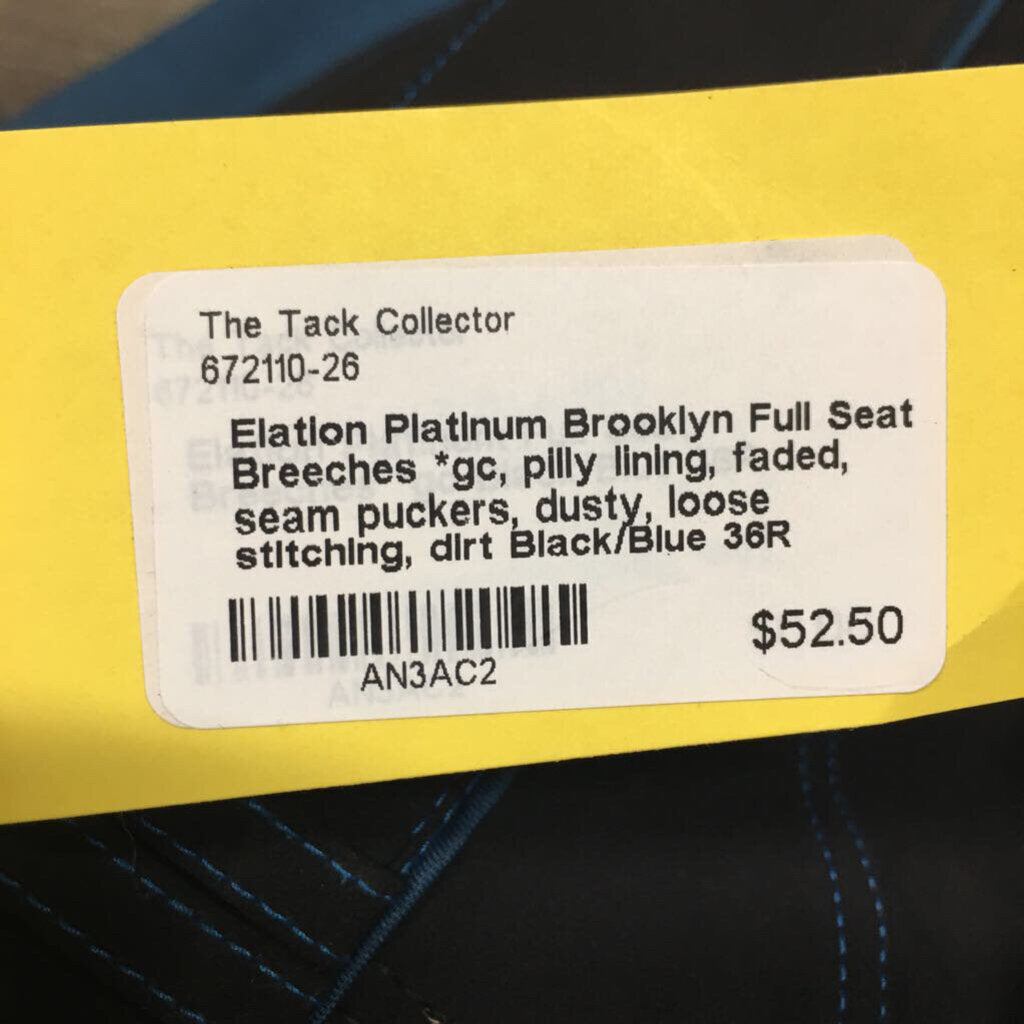 The Tack Collector
672110-26
Elation Platinum Brooklyn Full Seat
Breeches *gc, pilly lining, faded,
seam puckers, dusty, loose
stitching, dirt Black/Blue 36R
AN3AC2
$52.50